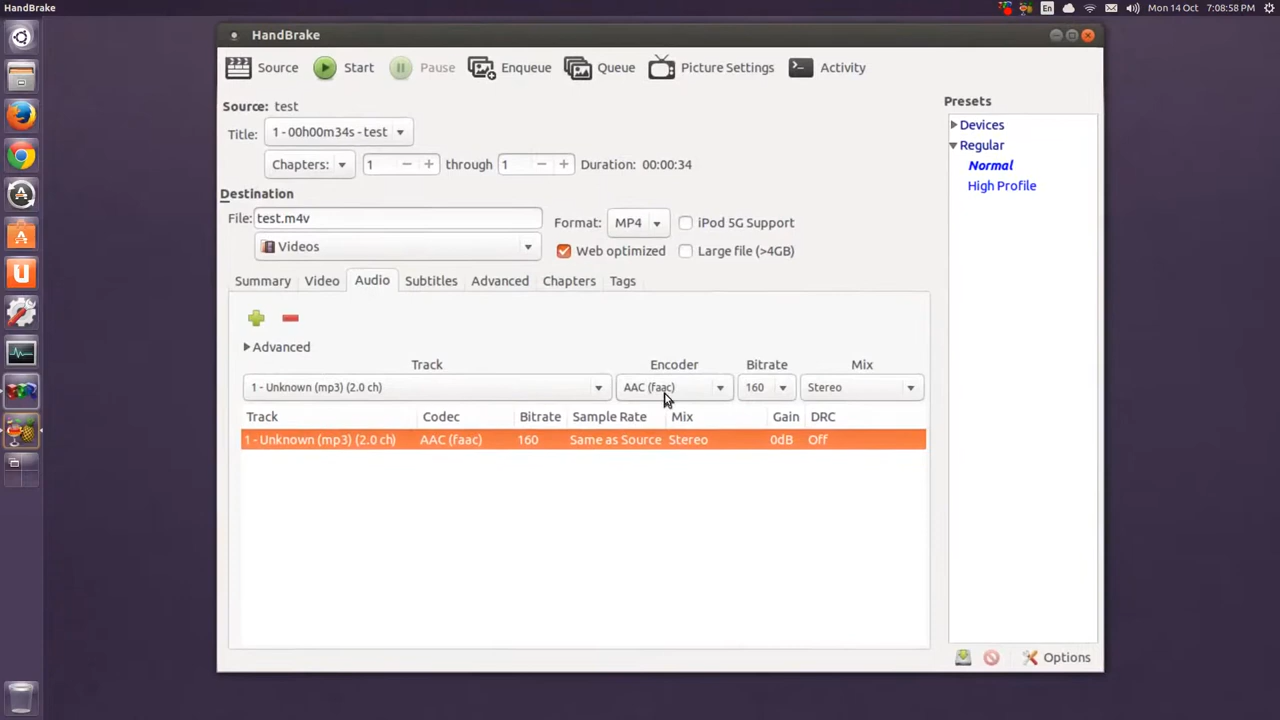 HandBrake
En
Mon 14 Oct 7:08:58 PM
HandBrake
Source Start Pause Enqueue Queue Picture Settings Activity
Source: test
Title: 1 - 00h00m34s - test
Chapters: 1 through 1 Duration: 00:00:34
Destination
File: test.m4v
Format: MP4 iPod 5G Support
Videos
Web optimized Large file (>4GB)
Summary Video Audio Subtitles Advanced Chapters Tags
Advanced
Track Encoder Bitrate Mix
1 - Unknown (mp3) (2.0 ch) AAC (faac) 160 Stereo
Track Codec Bitrate Sample Rate Mix Gain DRC
1 - Unknown (mp3) (2.0 ch) AAC (faac) 160 Same as Source Stereo 0dB Off
Presets
Devices
Regular
Normal
High Profile
Options